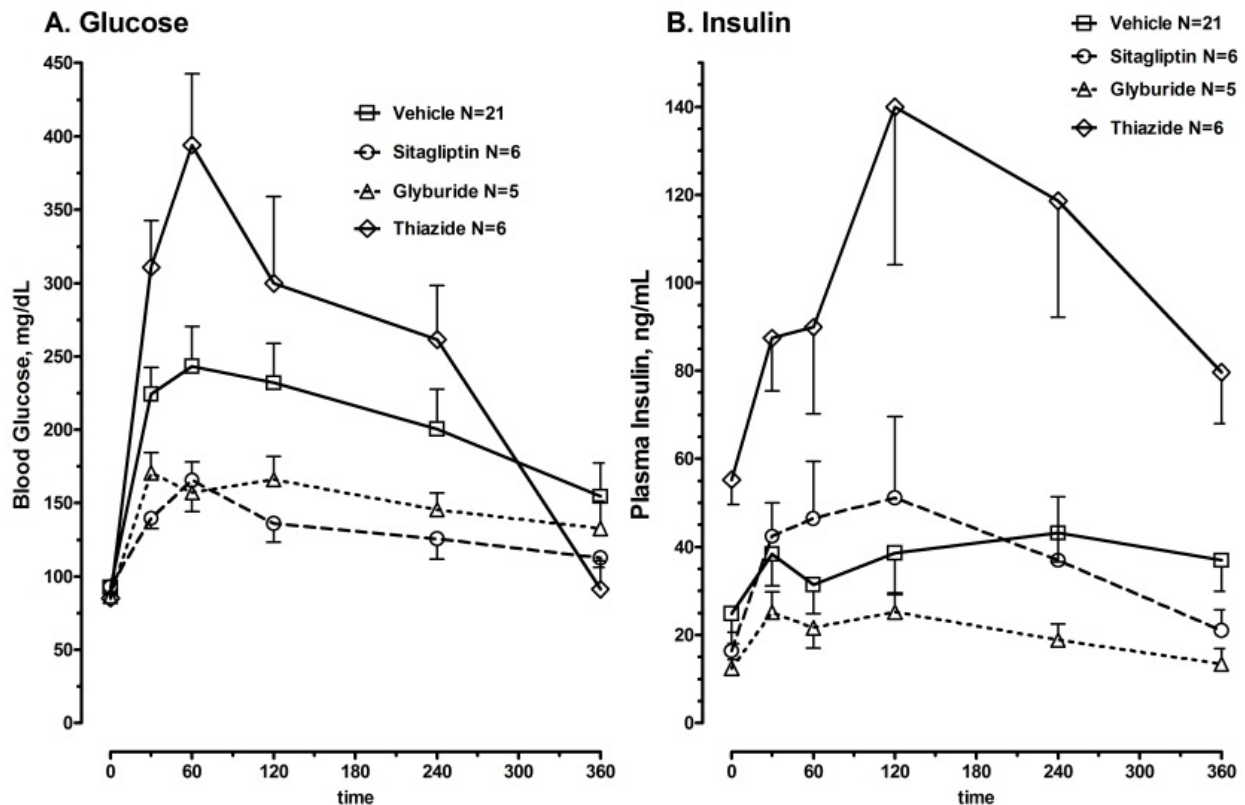 A. Glucose
450
400
350
300
250
200
150
100
50
0
Blood Glucose, mg/dL
Vehicle N=21
Sitagliptin N=6
Glyburide N=5
Thiazide N=6
0 60 120 180 240 300 360
time
B. Insulin
140
120
100
80
60
40
20
0
Plasma Insulin, ng/mL
Vehicle N=21
Sitagliptin N=6
Glyburide N=5
Thiazide N=6
0 60 120 180 240 300 360
time